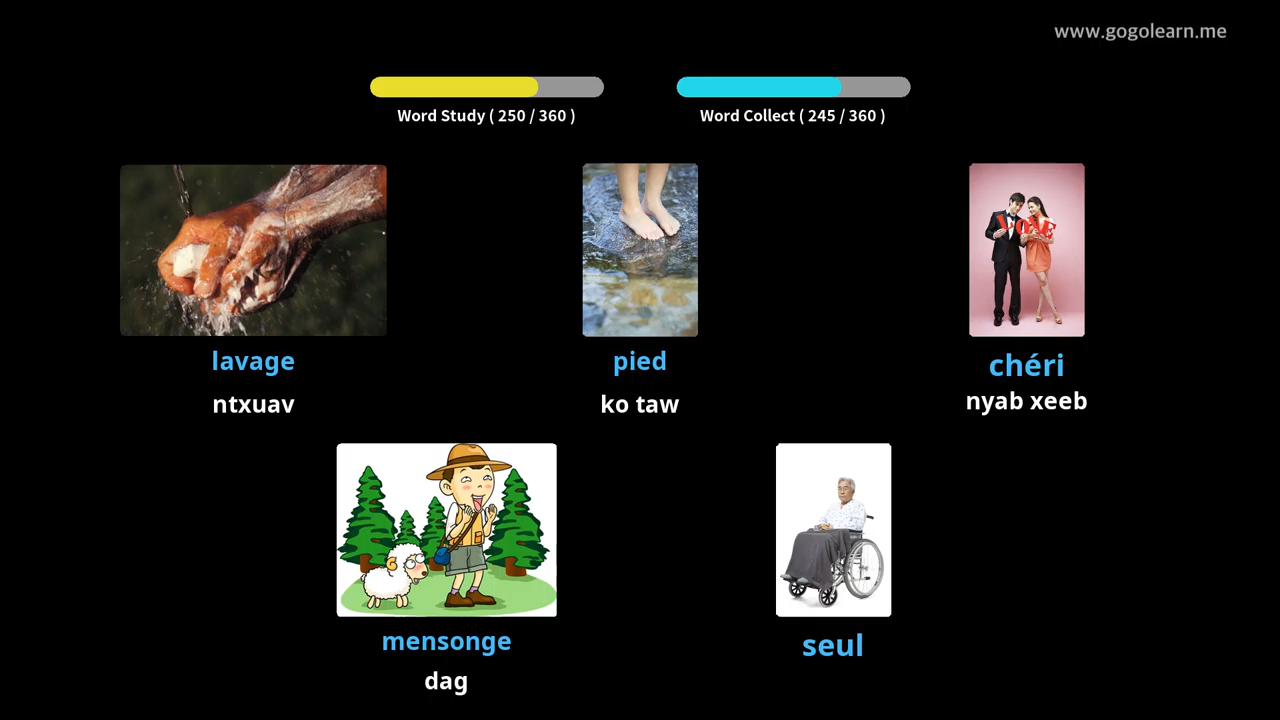 www.gogolearn.me
Word Study ( 250 / 360 )
Word Collect ( 245 / 360 )
LOVE
lavage
pied
chéri
ntxuav
ko taw
nyab xeeb
mensonge
seul
dag